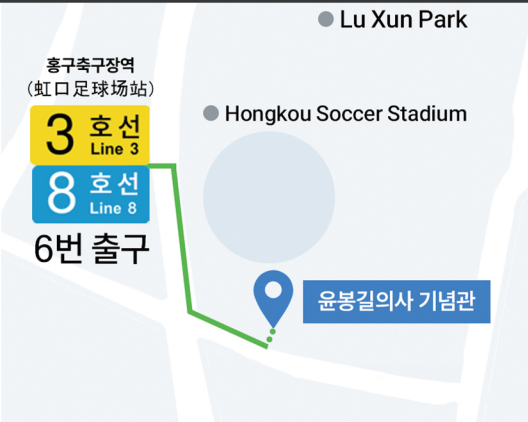 Lu Xun Park
홍구축구장역
(虹口足球场站)
Hongkou Soccer Stadium
3 호선
Line 3
8 호선
Line 8
6번 출구
윤봉길의사 기념관